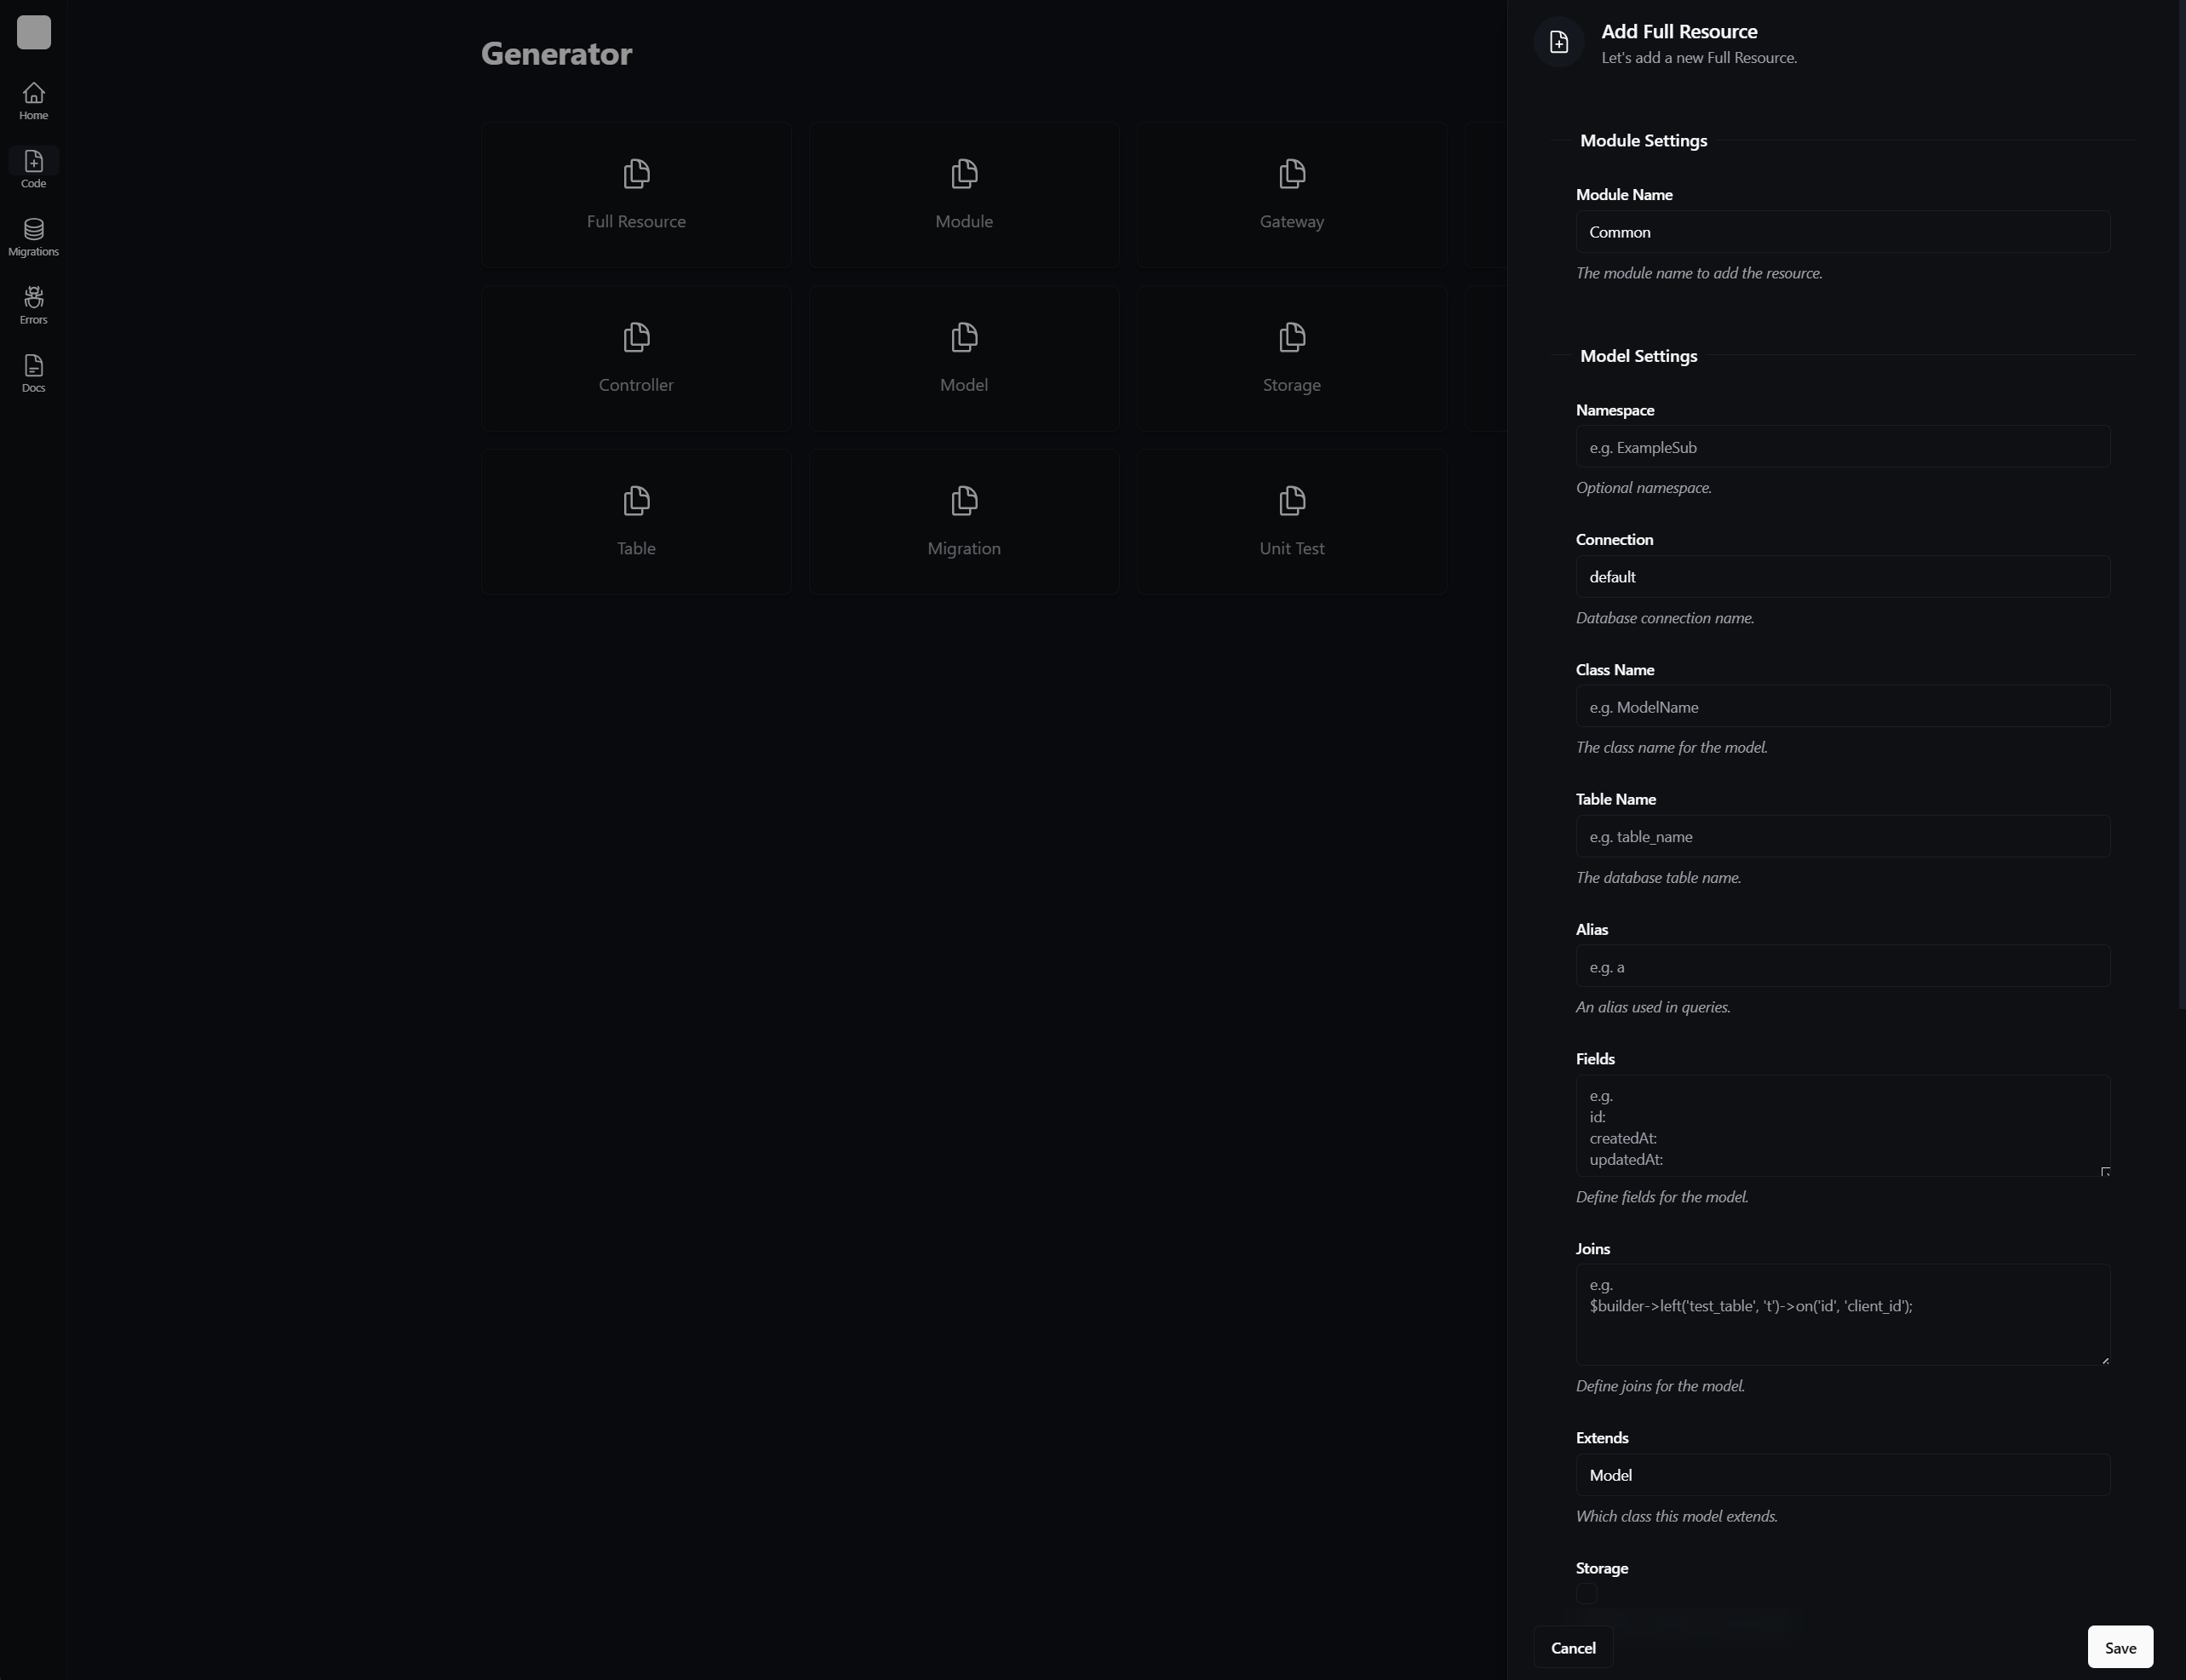 Home
Code
Migrations
Errors
Docs
Generator
Full Resource
Module
Gateway
Controller
Model
Storage
Table
Migration
Unit Test
Add Full Resource
Let's add a new Full Resource.
Module Settings
Module Name
Common
The module name to add the resource.
Model Settings
Namespace
e.g. ExampleSub
Optional namespace.
Connection
default
Database connection name.
Class Name
e.g. ModelName
The class name for the model.
Table Name
e.g. table_name
The database table name.
Alias
e.g. a
An alias used in queries.
Fields
e.g.
id:
createdAt:
updatedAt:
Define fields for the model.
Joins
e.g.
$builder->left('test_table', 't')->on('id', 'client_id');
Define joins for the model.
Extends
Model
Which class this model extends.
Storage
Cancel
Save